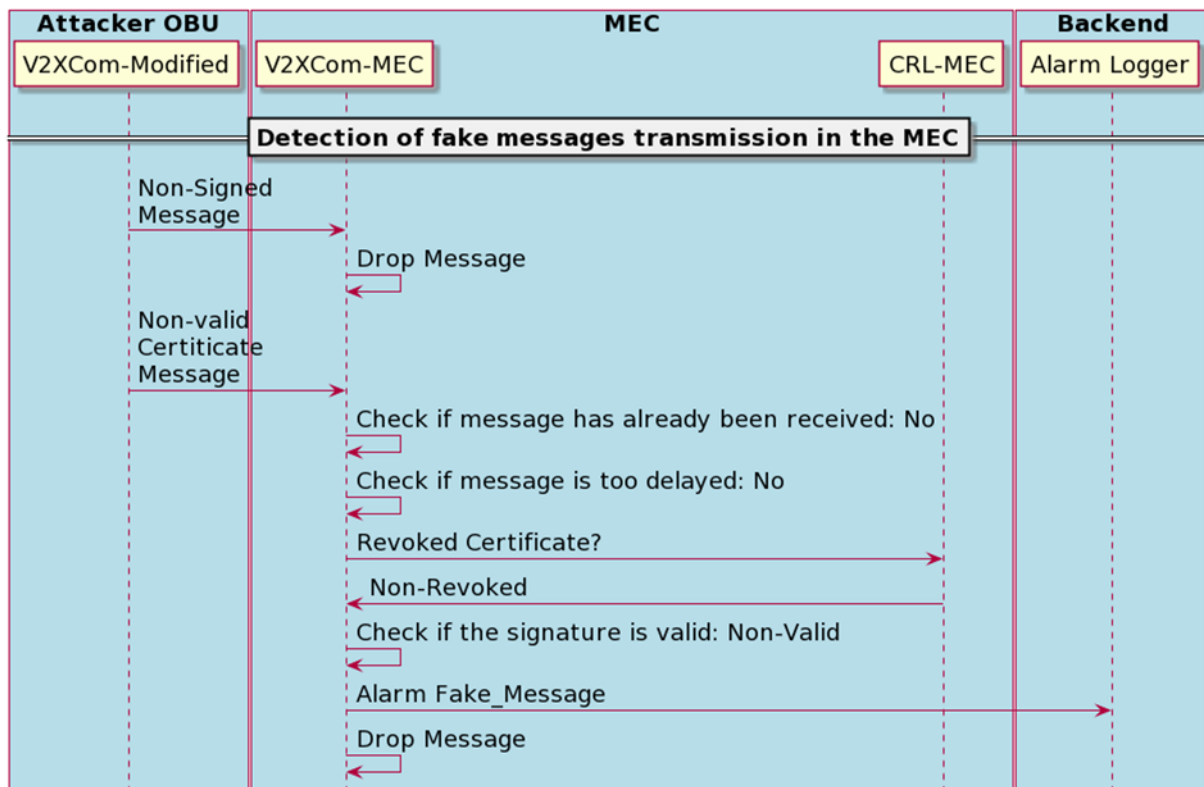 Attacker OBU
MEC
Backend
V2XCom-Modified
V2XCom-MEC
CRL-MEC
Alarm Logger
Detection of fake messages transmission in the MEC
Non-Signed
Message
Drop Message
Non-valid
Certiticate
Message
Check if message has already been received: No
Check if message is too delayed: No
Revoked Certificate?
Non-Revoked
Check if the signature is valid: Non-Valid
Alarm Fake_Message
Drop Message